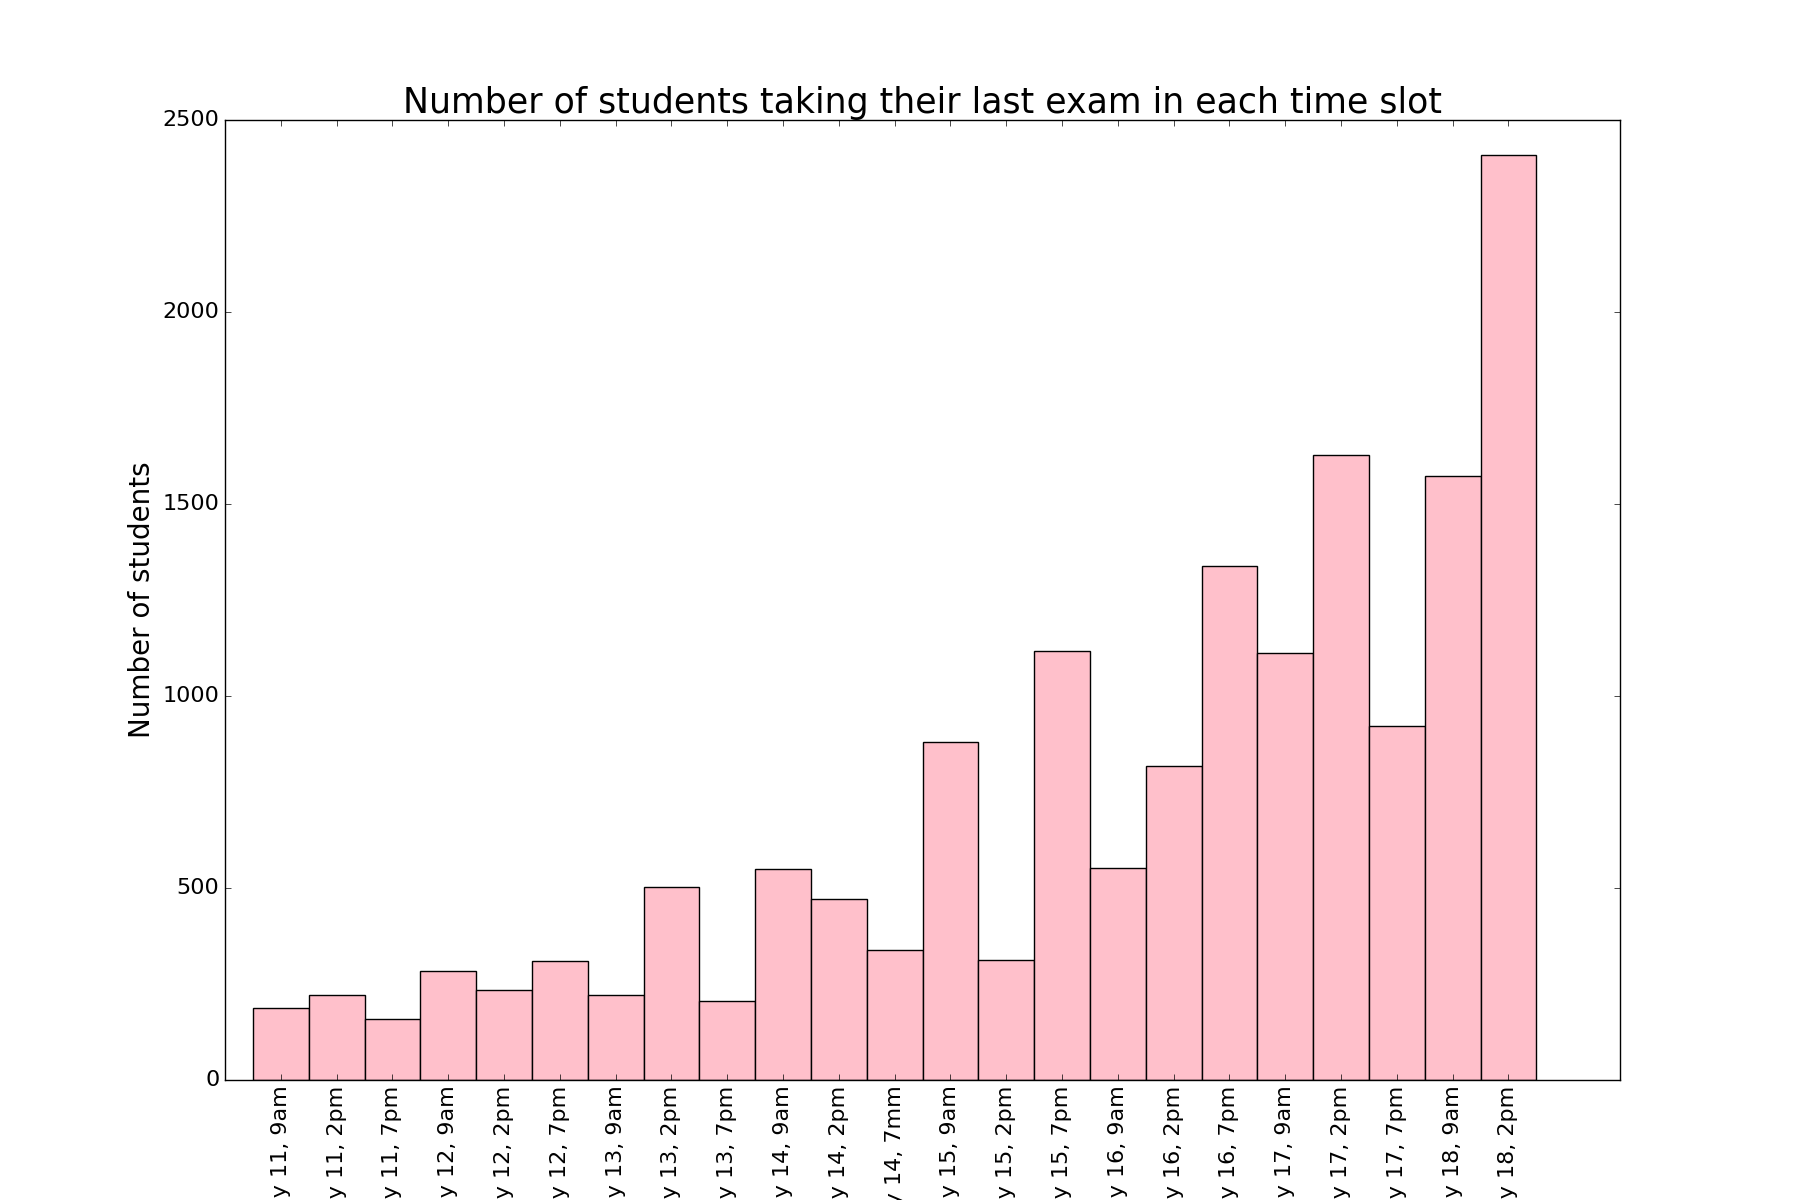 Number of students taking their last exam in each time slot
2500
2000
1500
1000
500
0
Number of students
y 11, 9am
y 11, 2pm
y 11, 7pm
y 12, 9am
y 12, 2pm
y 12, 7pm
y 13, 9am
y 13, 2pm
y 13, 7pm
y 14, 9am
y 14, 2pm
y 14, 7mm
y 15, 9am
y 15, 2pm
y 15, 7pm
y 16, 9am
y 16, 2pm
y 16, 7pm
y 17, 9am
y 17, 2pm
y 17, 7pm
y 18, 9am
y 18, 2pm